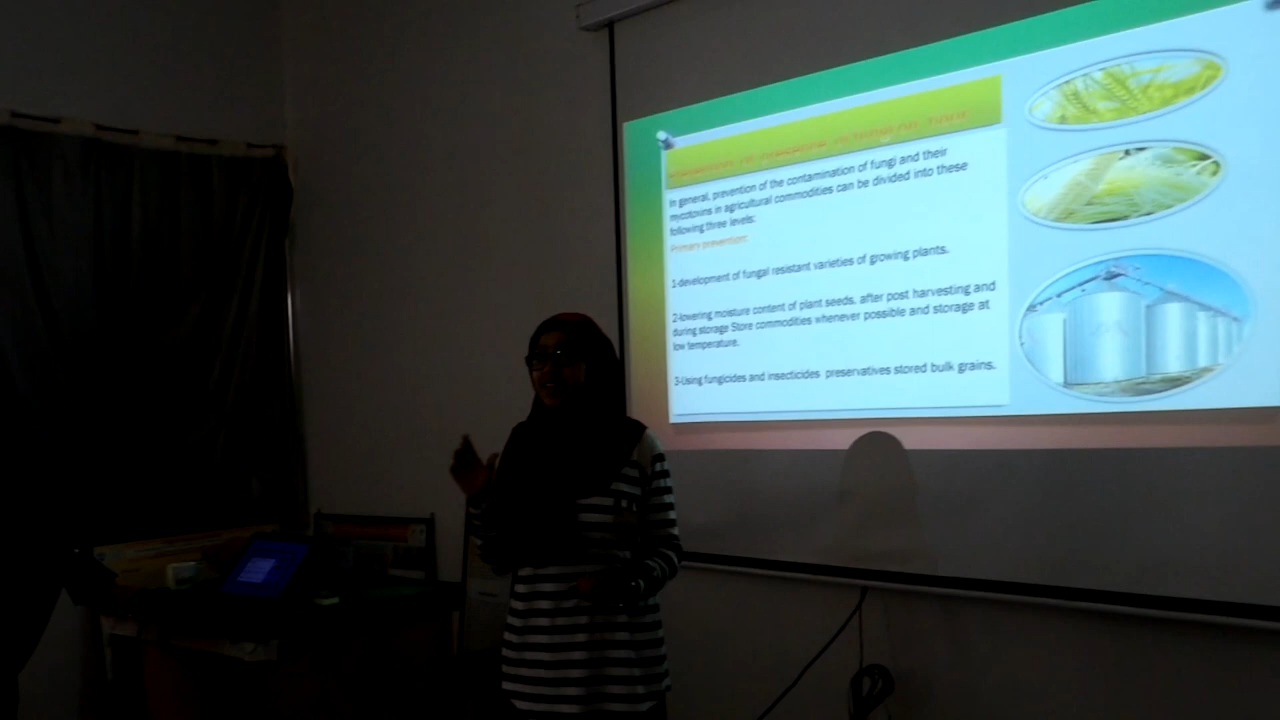 In general, prevention of the contamination of fungi and their
mycotoxins in agricultural commodities can be divided into these
following three levels:
Primary prevention:
1-development of fungal resistant varieties of growing plants.
2-lowering moisture content of plant seeds, after post harvesting and
during storage Store commodities whenever possible and storage at
low temperature.
3-Using fungicides and insecticides preservatives stored bulk grains.